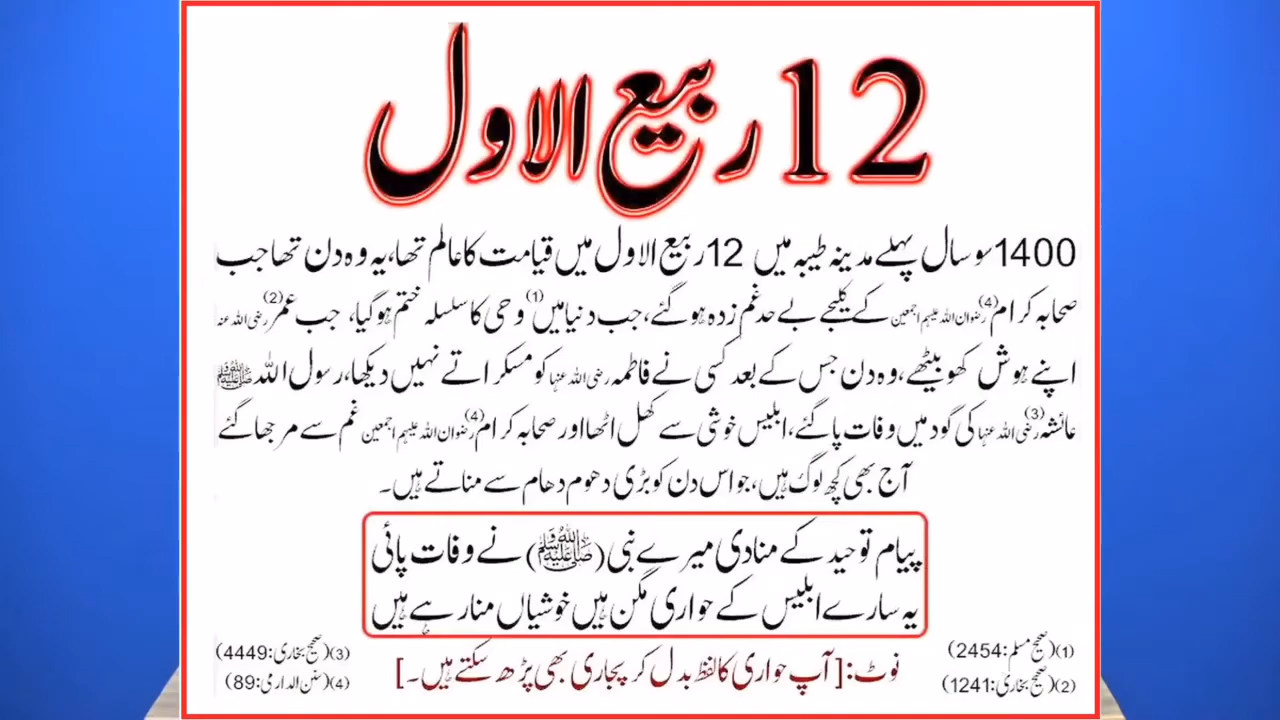 12 ربیع الاول
1400 سو سال پہلے مدینہ طیبہ میں 12 ربیع الاول میں قیامت کا عالم تھا، یہ وہ دن تھا جب
صحابہ کرام(4) رضوان اللہ علیہم اجمعین کے کلیجے بے حد غم زدہ ہو گئے، جب دنیا میں(1) وحی کا سلسلہ ختم ہو گیا، جب عمر(2) رضی اللہ عنہ
اپنے ہوش کھو بیٹھے، وہ دن جس کے بعد کسی نے فاطمہ رضی اللہ عنہا کو مسکراتے نہیں دیکھا، رسول اللہ ﷺ
عائشہ(3) رضی اللہ عنہا کی گود میں وفات پا گئے، ابلیس خوشی سے کھل اٹھا اور صحابہ کرام(4) رضوان اللہ علیہم اجمعین غم سے مرجھا گئے
آج بھی کچھ لوگ ہیں، جو اس دن کو بڑی دھوم دھام سے مناتے ہیں۔
پیام توحید کے منادی میرے نبی (ﷺ) نے وفات پائی
یہ سارے ابلیس کے حواری مگن ہیں خوشیاں منا رہے ہیں
(1)(صحیح مسلم:2454) (3)(صحیح بخاری:4449)
نوٹ: [ آپ حواری کا لفظ بدل کر پجاری بھی پڑھ سکتے ہیں۔]
(2)(صحیح بخاری:1241) (4)(سنن الدارمی:89)